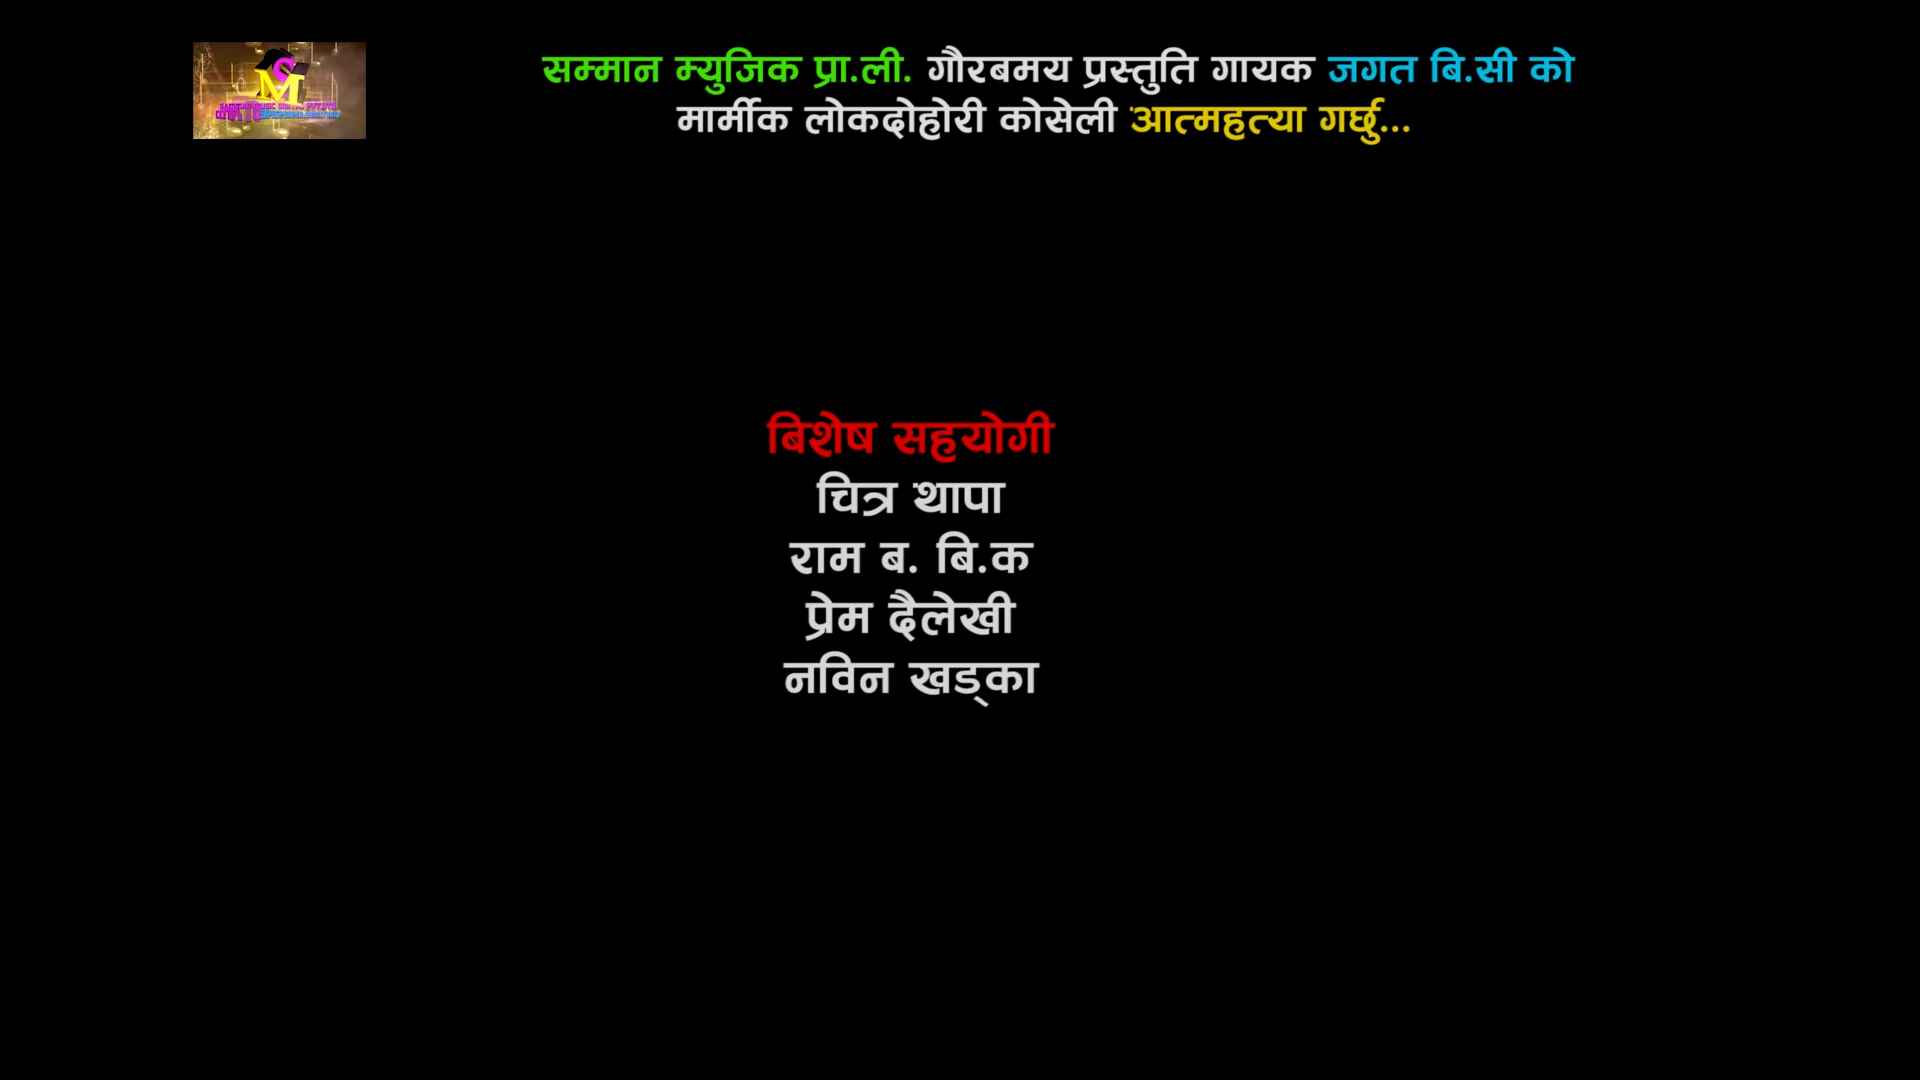 सम्मान म्युजिक प्रा.ली. गौरबमय प्रस्तुति गायक जगत बि.सी को
मार्मीक लोकदोहोरी कोसेली आत्महत्या गर्छु...
बिशेष सहयोगी
चित्र थापा
राम ब. बि.क
प्रेम दैलेखी
नविन खड्का